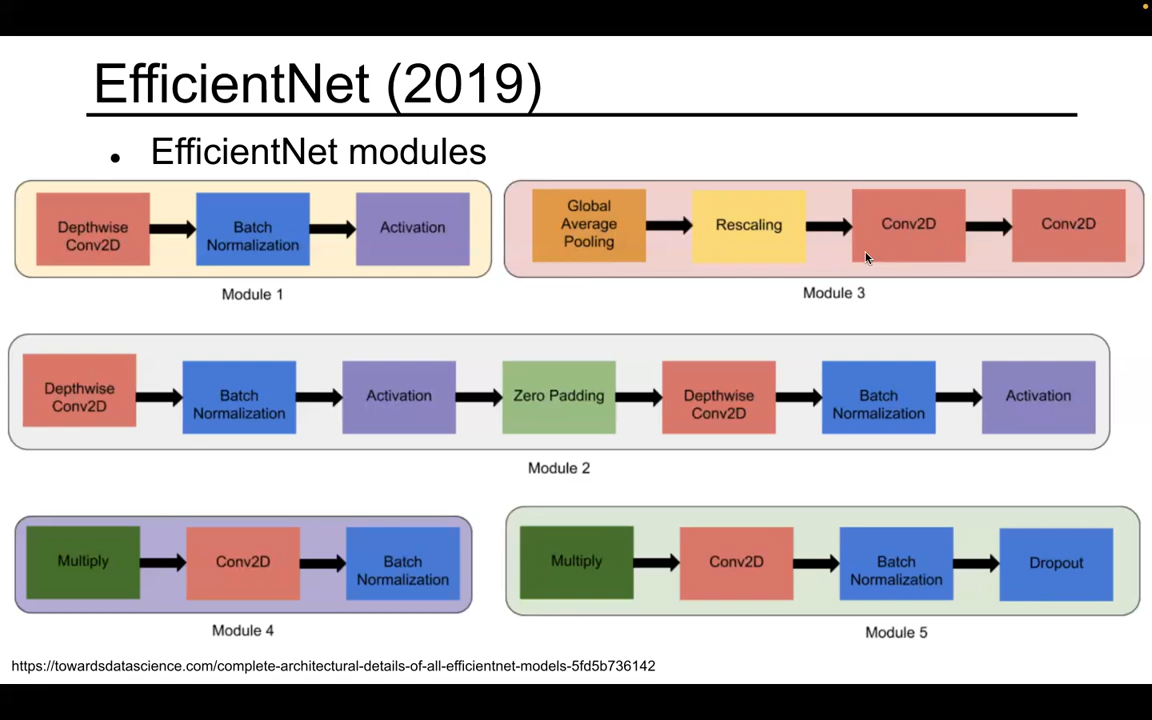 EfficientNet (2019)
• EfficientNet modules
Depthwise
Conv2D
Batch
Normalization
Activation
Module 1
Global
Average
Pooling
Rescaling
Conv2D
Conv2D
Module 3
Depthwise
Conv2D
Batch
Normalization
Activation
Zero Padding
Depthwise
Conv2D
Batch
Normalization
Activation
Module 2
Multiply
Conv2D
Batch
Normalization
Module 4
Multiply
Conv2D
Batch
Normalization
Dropout
Module 5
https://towardsdatascience.com/complete-architectural-details-of-all-efficientnet-models-5fd5b736142